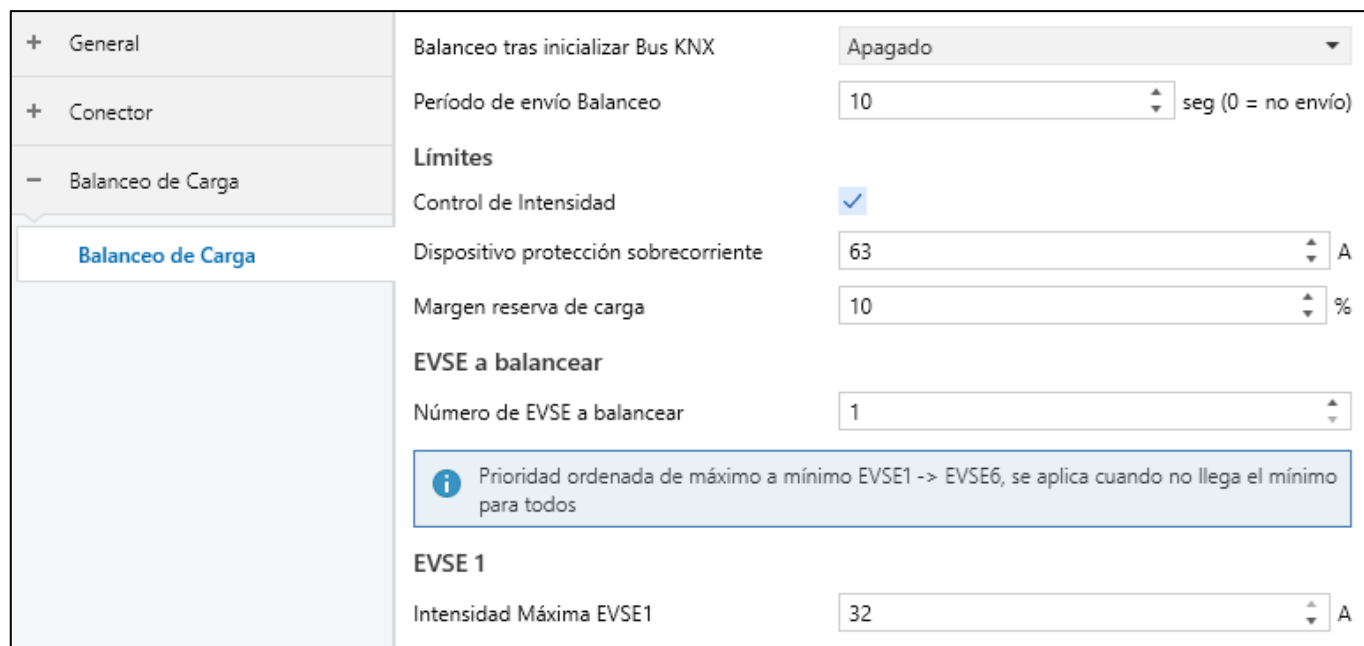 + General
+ Conector
− Balanceo de Carga
Balanceo de Carga
Balanceo tras inicializar Bus KNX Apagado
Período de envío Balanceo 10 seg (0 = no envío)
Límites
Control de Intensidad
Dispositivo protección sobrecorriente 63 A
Margen reserva de carga 10 %
EVSE a balancear
Número de EVSE a balancear 1
Prioridad ordenada de máximo a mínimo EVSE1 -> EVSE6, se aplica cuando no llega el mínimo
para todos
EVSE 1
Intensidad Máxima EVSE1 32 A